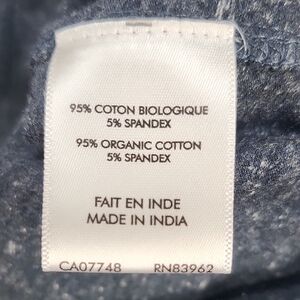 95% COTON BIOLOGIQUE
5% SPANDEX
95% ORGANIC COTTON
5% SPANDEX
FAIT EN INDE
MADE IN INDIA
CA07748 RN83962